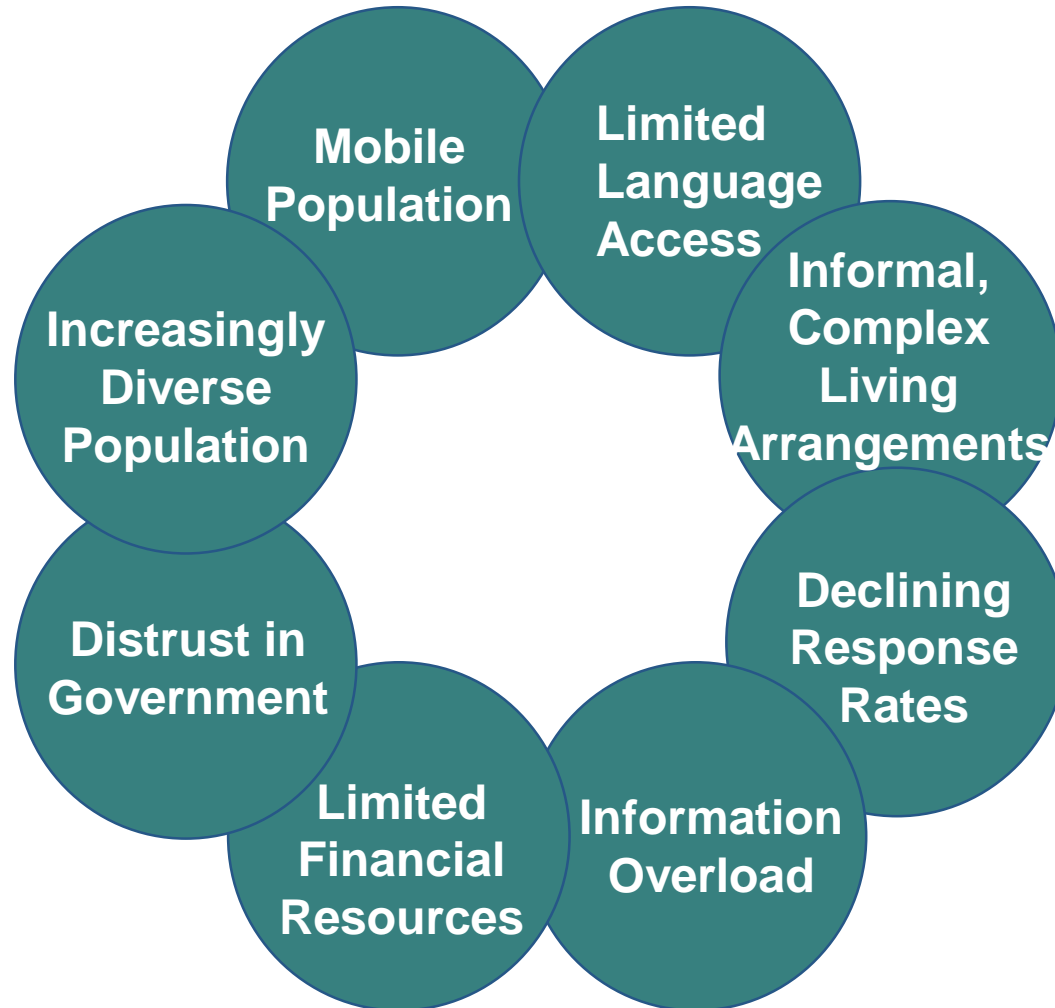 Mobile
Population
Limited
Language
Access
Informal,
Complex
Living
Arrangements
Declining
Response
Rates
Information
Overload
Limited
Financial
Resources
Distrust in
Government
Increasingly
Diverse
Population